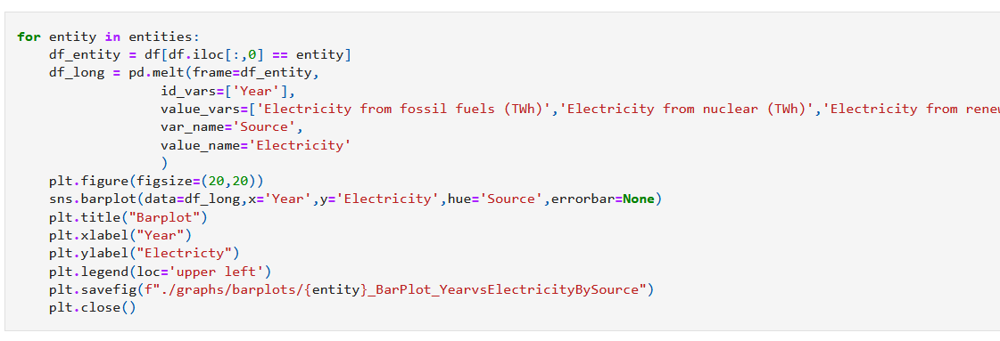 for entity in entities:
    df_entity = df[df.iloc[:,0] == entity]
    df_long = pd.melt(frame=df_entity,
                  id_vars=['Year'],
                  value_vars=['Electricity from fossil fuels (TWh)','Electricity from nuclear (TWh)','Electricity from
                  var_name='Source',
                  value_name='Electricity'
                  )
    plt.figure(figsize=(20,20))
    sns.barplot(data=df_long,x='Year',y='Electricity',hue='Source',errorbar=None)
    plt.title("Barplot")
    plt.xlabel("Year")
    plt.ylabel("Electricty")
    plt.legend(loc='upper left')
    plt.savefig(f"./graphs/barplots/{entity}_BarPlot_YearvsElectricityBySource")
    plt.close()